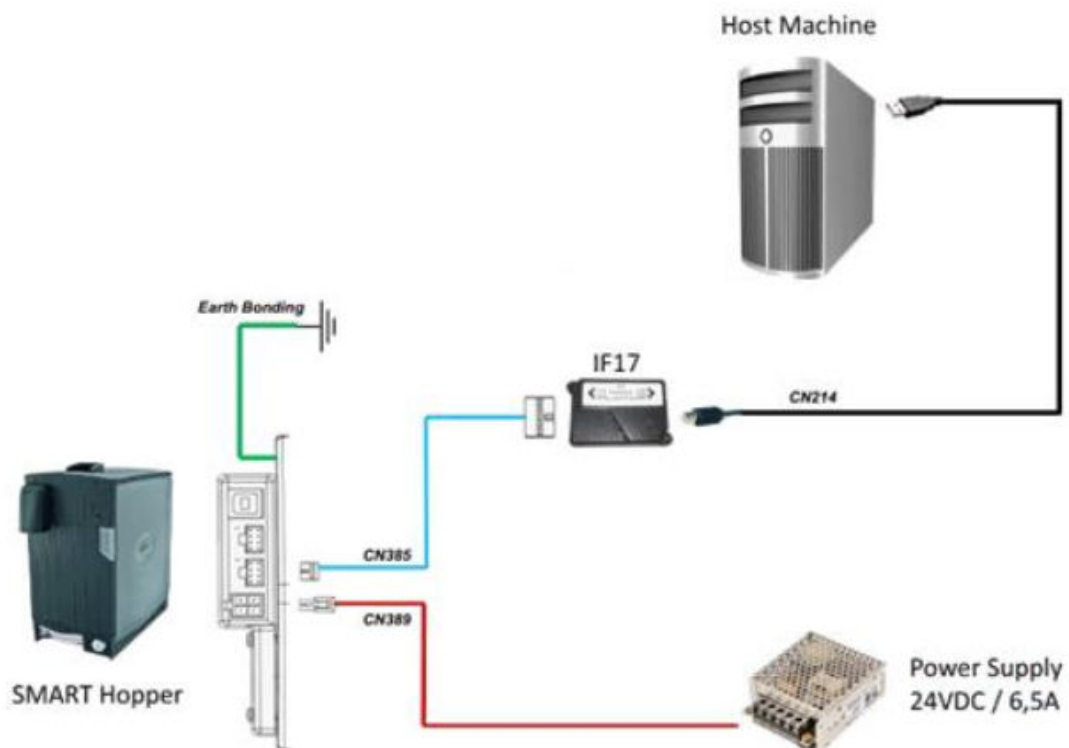 Host Machine
Earth Bonding
IF17
CN214
CN385
CN389
SMART Hopper
Power Supply
24VDC / 6,5A